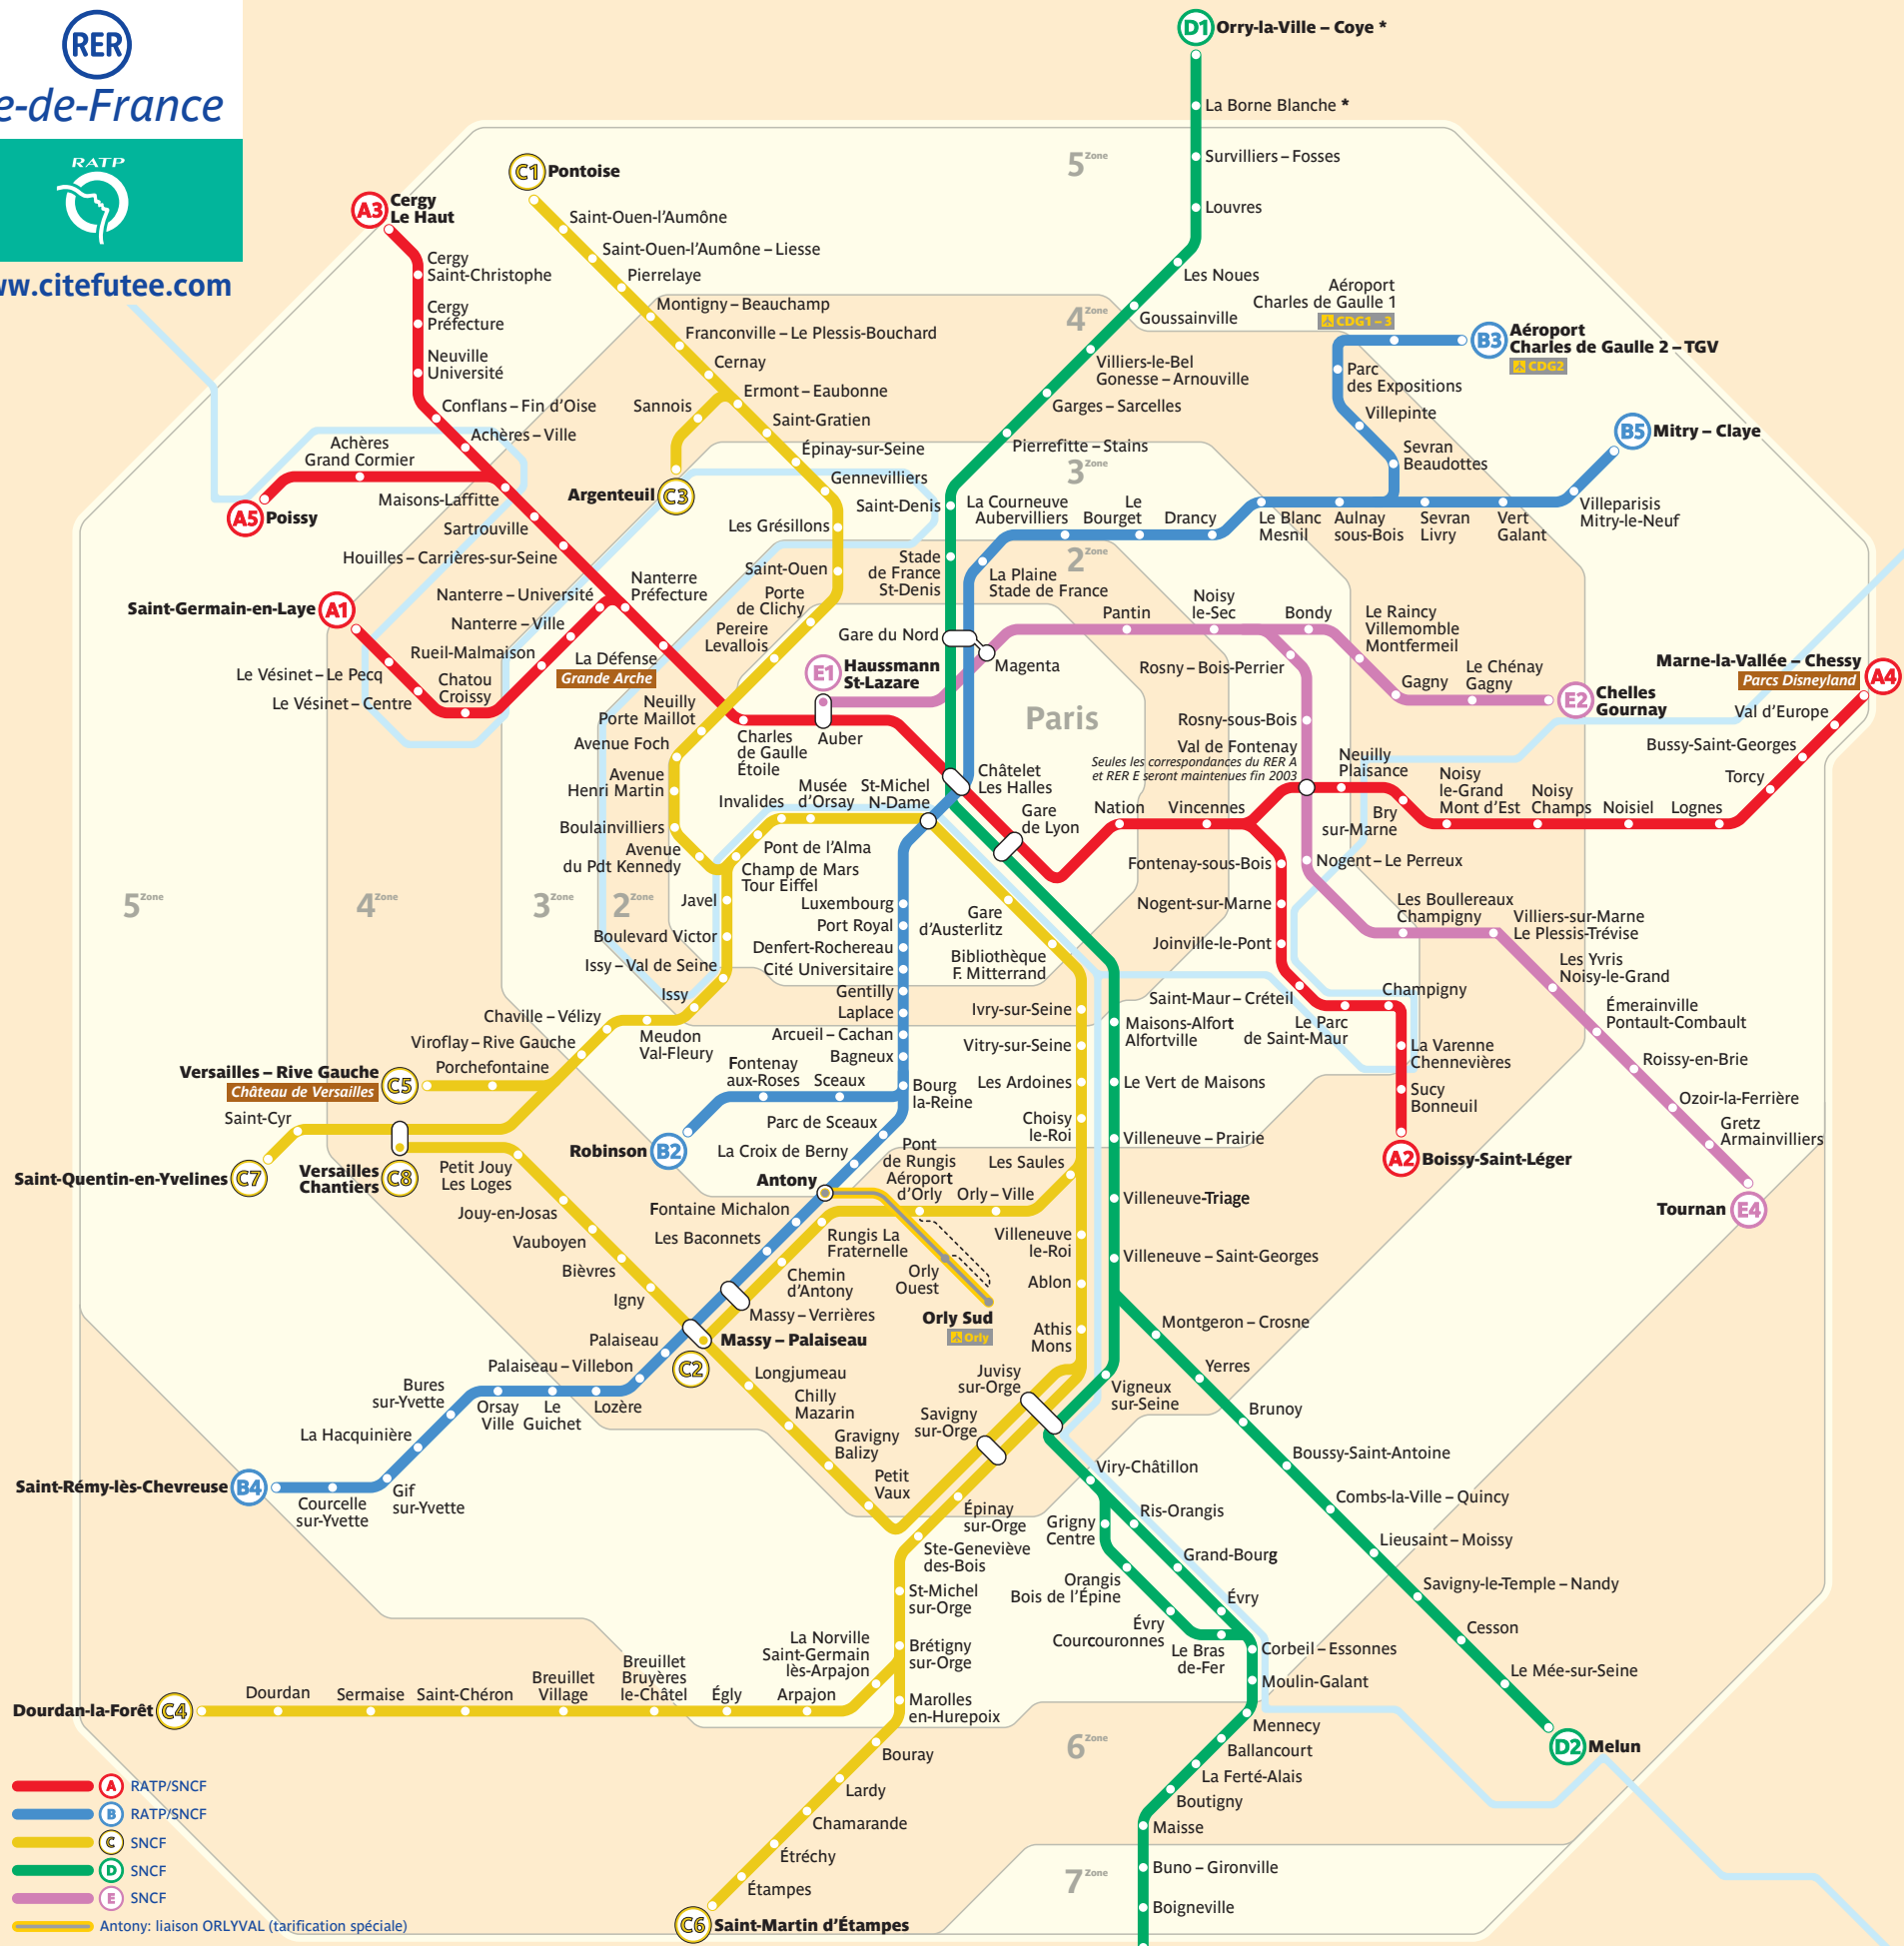 RER
e-de-France
RATP
ww.citefutee.com
D1 Orry-la-Ville – Coye *
La Borne Blanche *
Survilliers – Fosses
Louvres
Les Noues
Goussainville
Villiers-le-Bel
Gonesse – Arnouville
Garges – Sarcelles
Pierrefitte – Stains
Saint-Denis
Stade
de France
St-Denis
5 Zone
4 Zone
3 Zone
2 Zone
Paris
C1 Pontoise
Saint-Ouen-l'Aumône
Saint-Ouen-l'Aumône – Liesse
Pierrelaye
Montigny – Beauchamp
Franconville – Le Plessis-Bouchard
Cernay
Ermont – Eaubonne
Sannois
Argenteuil C3
Saint-Gratien
Épinay-sur-Seine
Gennevilliers
Les Grésillons
Saint-Ouen
Porte
de Clichy
Pereire
Levallois
Neuilly
Porte Maillot
Avenue Foch
Avenue
Henri Martin
Boulainvilliers
Avenue
du Pdt Kennedy
A3 Cergy
Le Haut
Cergy
Saint-Christophe
Cergy
Préfecture
Neuville
Université
Conflans – Fin d'Oise
Achères – Ville
Achères
Grand Cormier
A5 Poissy
Maisons-Laffitte
Sartrouville
Houilles – Carrières-sur-Seine
Nanterre – Université
Nanterre
Préfecture
Nanterre – Ville
Rueil-Malmaison
Chatou
Croissy
Le Vésinet – Le Pecq
Le Vésinet – Centre
Saint-Germain-en-Laye A1
La Défense
Grande Arche
Aéroport
Charles de Gaulle 1
CDG1 – 3
B3 Aéroport
Charles de Gaulle 2 – TGV
CDG2
Parc
des Expositions
Villepinte
Sevran
Beaudottes
B5 Mitry – Claye
Villeparisis
Mitry-le-Neuf
Vert
Galant
Sevran
Livry
Aulnay
sous-Bois
Le Blanc
Mesnil
Drancy
Le
Bourget
La Courneuve
Aubervilliers
La Plaine
Stade de France
Gare du Nord
Magenta
E1 Haussmann
St-Lazare
Pantin
Noisy
le-Sec
Bondy
Le Raincy
Villemomble
Montfermeil
Gagny
Le Chénay
Gagny
E2 Chelles
Gournay
Rosny – Bois-Perrier
Rosny-sous-Bois
Val de Fontenay
Seules les correspondances du RER A
et RER E seront maintenues fin 2003
Marne-la-Vallée – Chessy A4
Parcs Disneyland
Val d'Europe
Bussy-Saint-Georges
Torcy
Lognes
Noisiel
Noisy
Champs
Noisy
le-Grand
Mont d'Est
Bry
sur-Marne
Neuilly
Plaisance
Charles
de Gaulle
Étoile
Auber
Châtelet
Les Halles
Gare
de Lyon
Nation
Vincennes
Invalides
Musée
d'Orsay
St-Michel
N-Dame
Pont de l'Alma
Champ de Mars
Tour Eiffel
Javel
Boulevard Victor
Issy – Val de Seine
Issy
Meudon
Val-Fleury
Chaville – Vélizy
Viroflay – Rive Gauche
Porchefontaine
Versailles – Rive Gauche C5
Château de Versailles
Saint-Cyr
Saint-Quentin-en-Yvelines C7
Versailles
Chantiers C8
5 Zone
4 Zone
3 Zone
2 Zone
Luxembourg
Port Royal
Denfert-Rochereau
Cité Universitaire
Gentilly
Laplace
Arcueil – Cachan
Bagneux
Bourg
la-Reine
Fontenay
aux-Roses
Sceaux
Robinson B2
Parc de Sceaux
La Croix de Berny
Antony
Fontaine Michalon
Les Baconnets
Massy – Verrières
Massy – Palaiseau
C2
Palaiseau
Palaiseau – Villebon
Lozère
Le
Guichet
Orsay
Ville
Bures
sur-Yvette
La Hacquinière
Gif
sur-Yvette
Courcelle
sur-Yvette
Saint-Rémy-lès-Chevreuse B4
Petit Jouy
Les Loges
Jouy-en-Josas
Vauboyen
Bièvres
Igny
Longjumeau
Chilly
Mazarin
Gravigny
Balizy
Petit
Vaux
Gare
d'Austerlitz
Bibliothèque
F. Mitterrand
Ivry-sur-Seine
Vitry-sur-Seine
Les Ardoines
Choisy
le-Roi
Les Saules
Orly – Ville
Pont
de Rungis
Aéroport
d'Orly
Rungis La
Fraternelle
Chemin
d'Antony
Orly
Ouest
Orly Sud
Orly
Villeneuve
le-Roi
Ablon
Athis
Mons
Juvisy
sur-Orge
Savigny
sur-Orge
Épinay
sur-Orge
Ste-Geneviève
des-Bois
St-Michel
sur-Orge
Brétigny
sur-Orge
Marolles
en-Hurepoix
Bouray
Lardy
Chamarande
Étréchy
Étampes
C6 Saint-Martin d'Étampes
La Norville
Saint-Germain
lès-Arpajon
Arpajon
Égly
Breuillet
Bruyères
le-Châtel
Breuillet
Village
Saint-Chéron
Sermaise
Dourdan
Dourdan-la-Forêt C4
Fontenay-sous-Bois
Nogent-sur-Marne
Joinville-le-Pont
Saint-Maur – Créteil
Le Parc
de Saint-Maur
Champigny
La Varenne
Chennevières
Sucy
Bonneuil
A2 Boissy-Saint-Léger
Nogent – Le Perreux
Les Boullereaux
Champigny
Villiers-sur-Marne
Le Plessis-Trévise
Les Yvris
Noisy-le-Grand
Émerainville
Pontault-Combault
Roissy-en-Brie
Ozoir-la-Ferrière
Gretz
Armainvilliers
Tournan E4
Maisons-Alfort
Alfortville
Le Vert de Maisons
Villeneuve – Prairie
Villeneuve-Triage
Villeneuve – Saint-Georges
Montgeron – Crosne
Yerres
Brunoy
Boussy-Saint-Antoine
Combs-la-Ville – Quincy
Lieusaint – Moissy
Savigny-le-Temple – Nandy
Cesson
Le Mée-sur-Seine
D2 Melun
Vigneux
sur-Seine
Viry-Châtillon
Ris-Orangis
Grand-Bourg
Évry
Grigny
Centre
Orangis
Bois de l'Épine
Évry
Courcouronnes
Le Bras
de-Fer
Corbeil – Essonnes
Moulin-Galant
Mennecy
Ballancourt
La Ferté-Alais
Boutigny
Maisse
Buno – Gironville
Boigneville
6 Zone
7 Zone
A RATP/SNCF
B RATP/SNCF
C SNCF
D SNCF
E SNCF
Antony: liaison ORLYVAL (tarification spéciale)